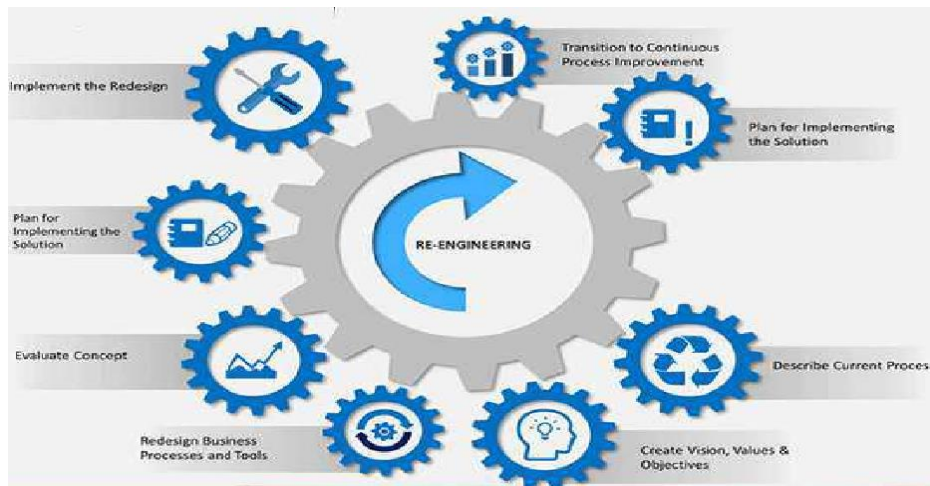 Implement the Redesign
Transition to Continuous
Process Improvement
Plan for Implementing
the Solution
Plan for
Implementing the
Solution
RE-ENGINEERING
Evaluate Concept
Describe Current Proces
Redesign Business
Processes and Tools
Create Vision, Values &
Objectives